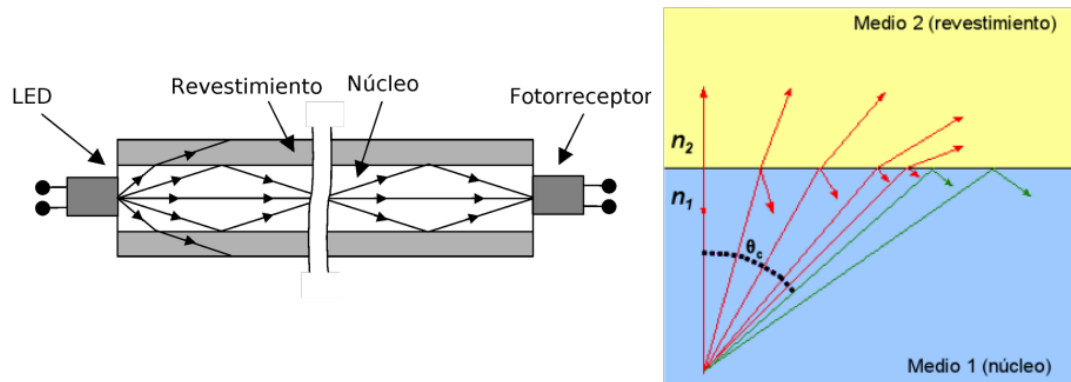 LED
Revestimiento
Núcleo
Fotorreceptor
Medio 2 (revestimiento)
n2
n1
θc
Medio 1 (núcleo)